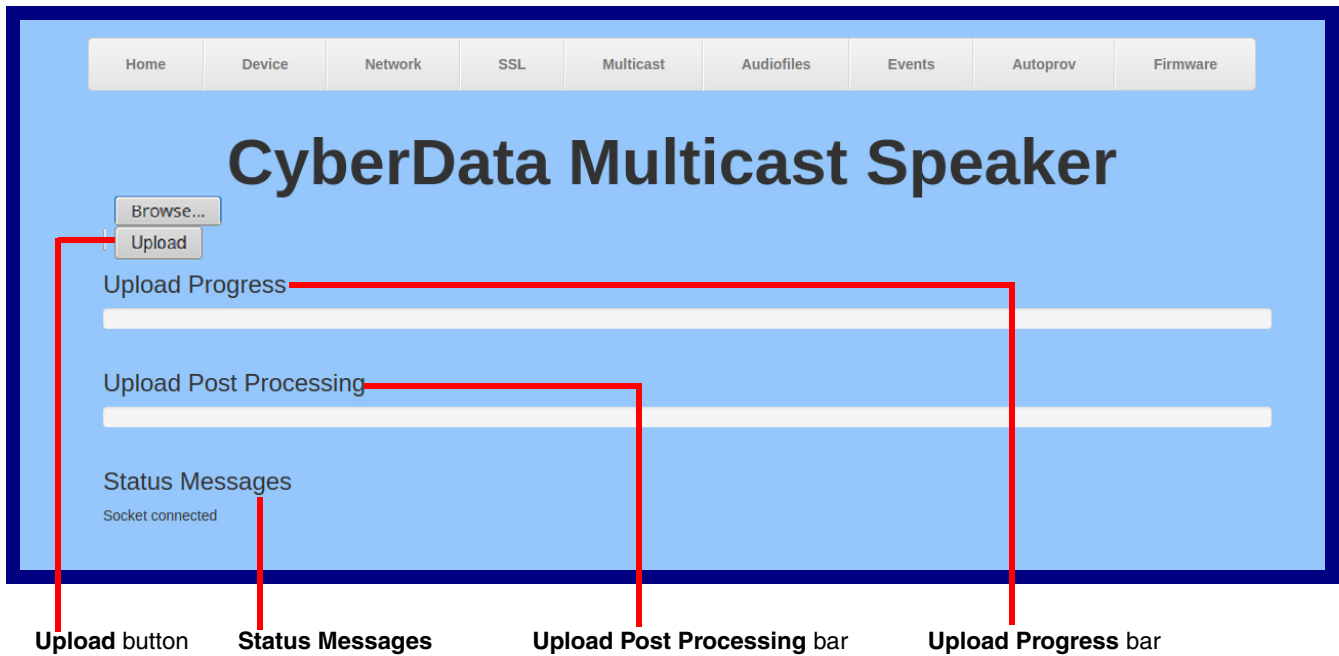 Home Device Network SSL Multicast Audiofiles Events Autoprov Firmware
CyberData Multicast Speaker
Browse...
Upload
Upload Progress
Upload Post Processing
Status Messages
Socket connected
Upload button Status Messages Upload Post Processing bar Upload Progress bar